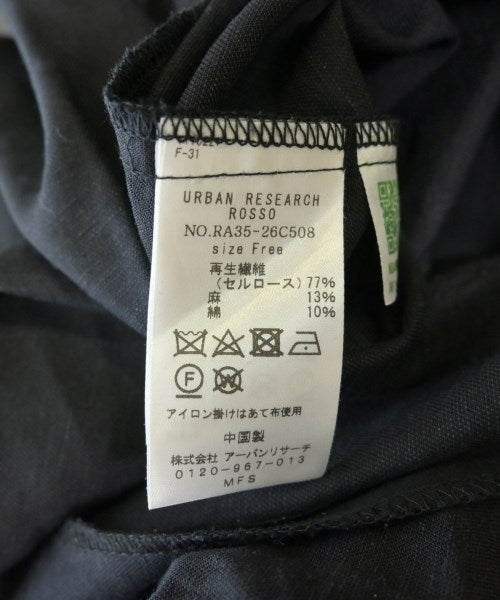 F-31
URBAN RESEARCH
ROSSO
NO.RA35-26C508
size Free
再生繊維
(セルロース) 77%
麻 13%
綿 10%
F
W
アイロン掛けはあて布使用
中国製
株式会社 アーバンリサーチ
0120-967-013
MFS